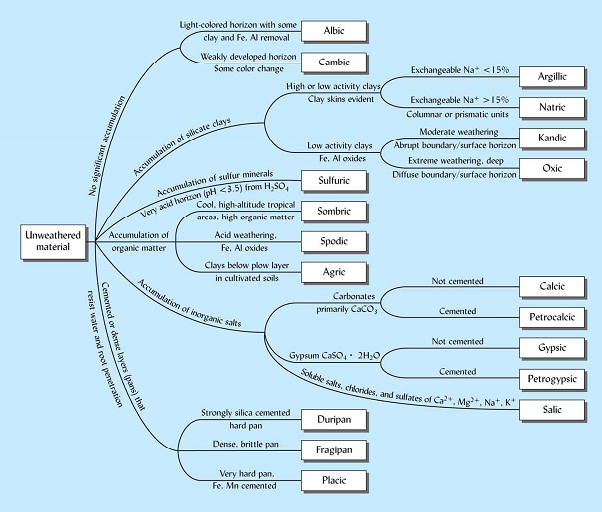 Unweathered
material
No significant accumulation
Light-colored horizon with some
clay and Fe, Al removal
Albic
Weakly developed horizon
Some color change
Cambic
Accumulation of silicate clays
High or low activity clays
Clay skins evident
Exchangeable Na⁺ <15%
Argillic
Exchangeable Na⁺ >15%
Columnar or prismatic units
Natric
Low activity clays
Fe, Al oxides
Moderate weathering
Abrupt boundary/surface horizon
Kandic
Extreme weathering, deep
Diffuse boundary/surface horizon
Oxic
Accumulation of sulfur minerals
Very acid horizon (pH <3.5) from H₂SO₄
Sulfuric
Accumulation of
organic matter
Cool, high-altitude tropical
areas, high organic matter
Sombric
Acid weathering,
Fe, Al oxides
Spodic
Clays below plow layer
in cultivated soils
Agric
Accumulation of inorganic salts
Carbonates
primarily CaCO₃
Not cemented
Calcic
Cemented
Petrocalcic
Gypsum CaSO₄ · 2H₂O
Not cemented
Gypsic
Cemented
Petrogypsic
Soluble salts, chlorides, and sulfates of Ca²⁺, Mg²⁺, Na⁺, K⁺
Salic
Cemented or dense layers (pans) that
resist water and root penetration
Strongly silica cemented
hard pan
Duripan
Dense, brittle pan
Fragipan
Very hard pan,
Fe, Mn cemented
Placic